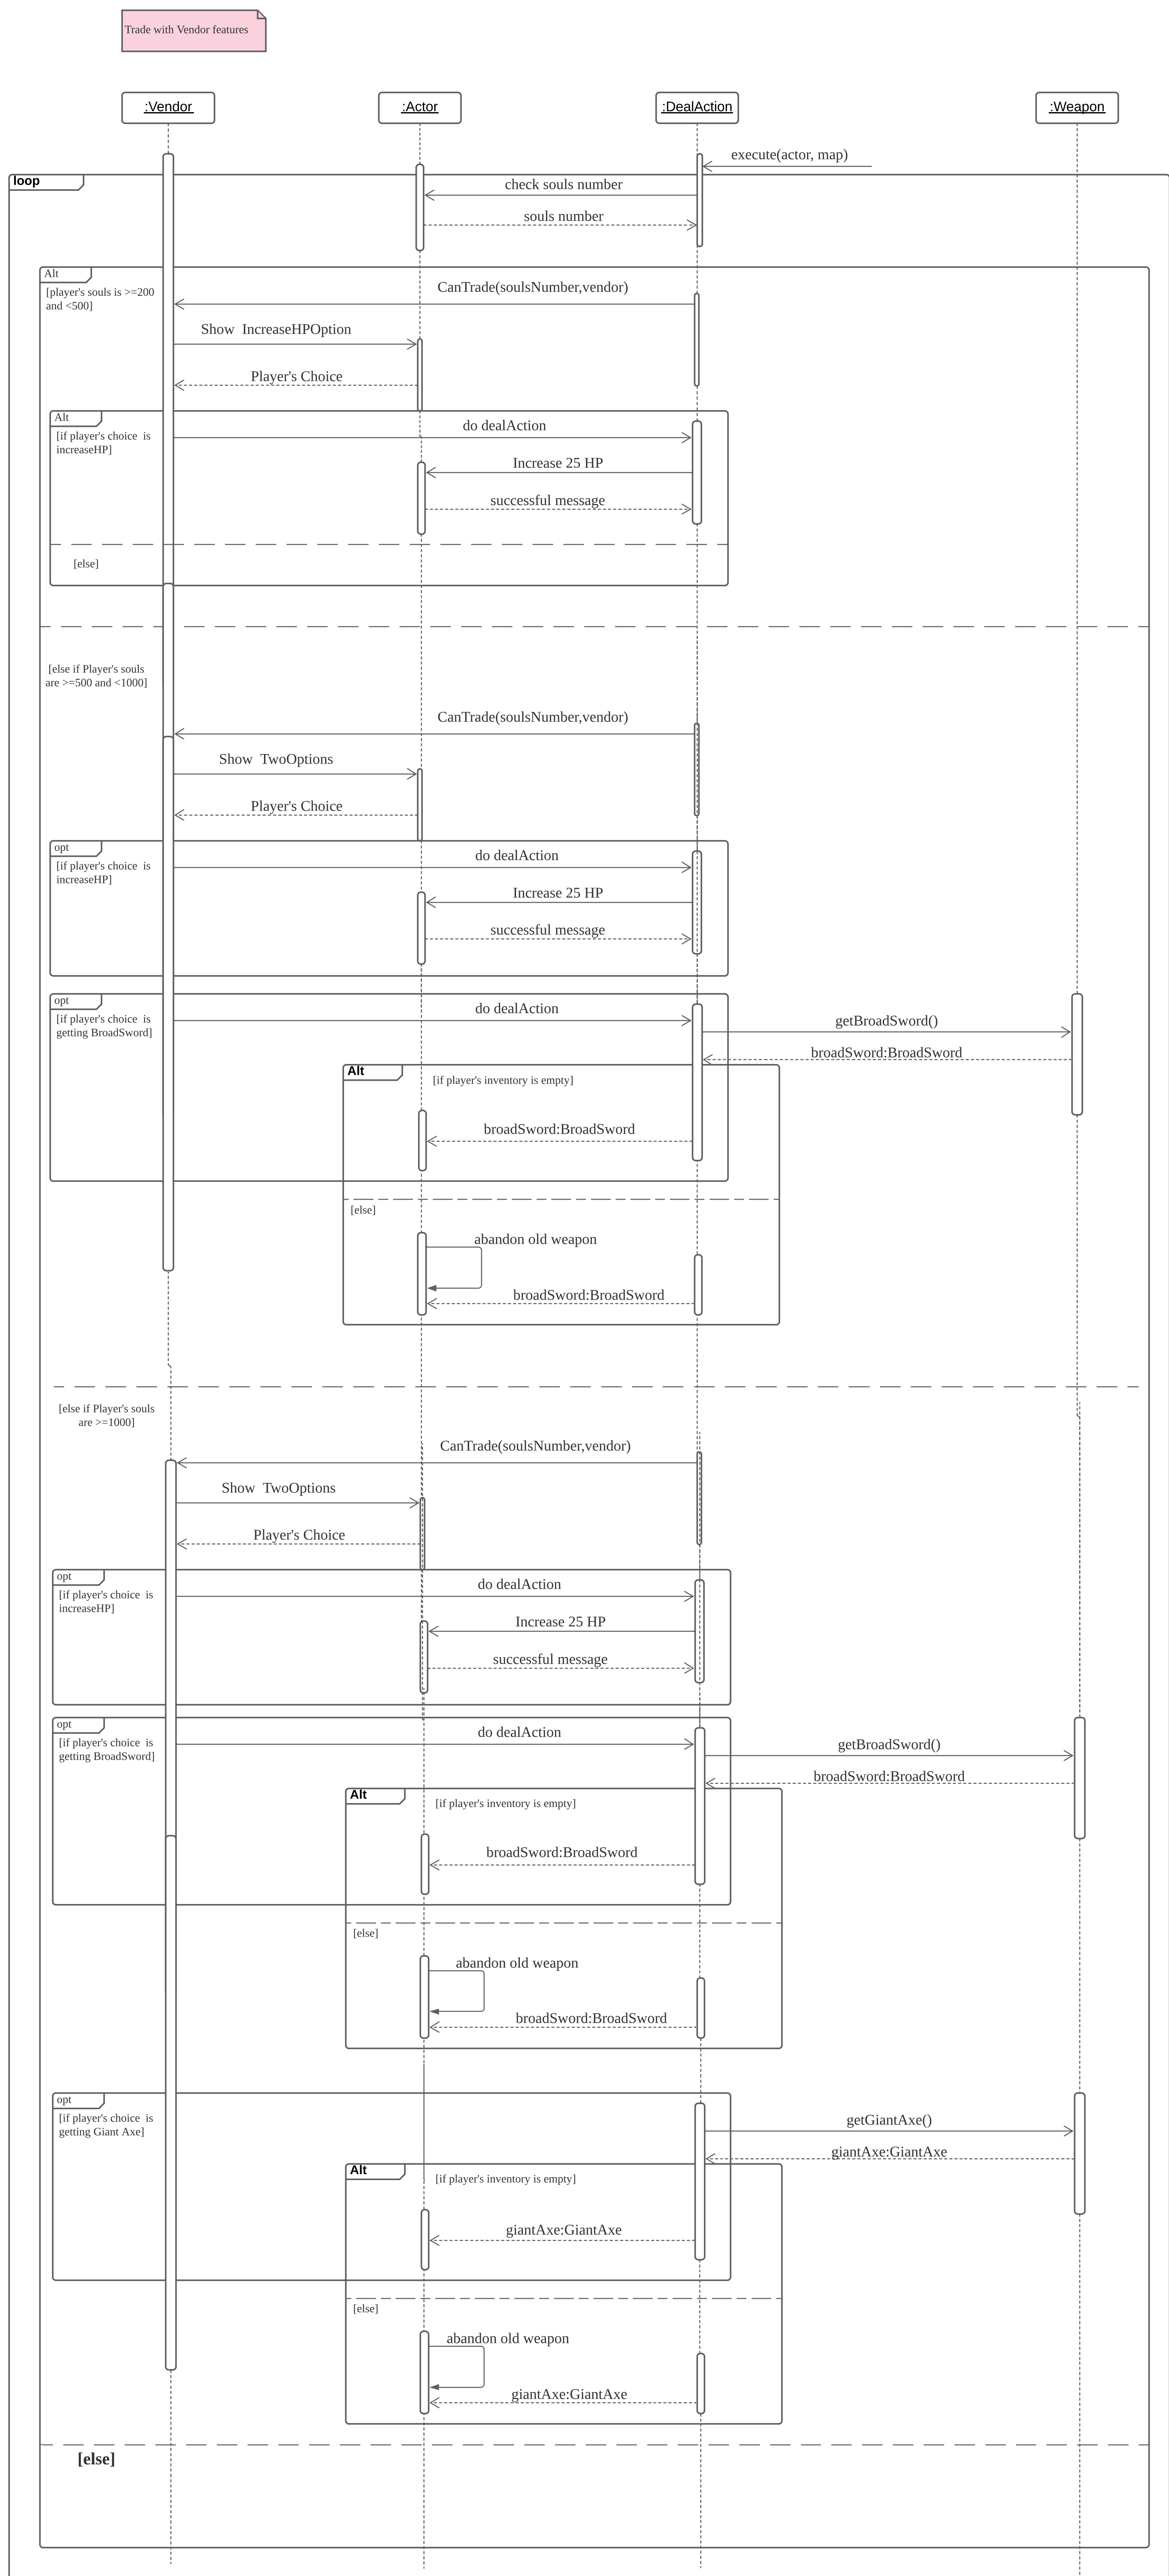 Trade with Vendor features
:Vendor
:Actor
:DealAction
:Weapon
execute(actor, map)
loop
check souls number
souls number
Alt
[player's souls is >=200
and <500]
CanTrade(soulsNumber,vendor)
Show IncreaseHPOption
Player's Choice
Alt
[if player's choice is
increaseHP]
do dealAction
Increase 25 HP
successful message
[else]
[else if Player's souls
are >=500 and <1000]
CanTrade(soulsNumber,vendor)
Show TwoOptions
Player's Choice
opt
[if player's choice is
increaseHP]
do dealAction
Increase 25 HP
successful message
opt
[if player's choice is
getting BroadSword]
do dealAction
getBroadSword()
broadSword:BroadSword
Alt
[if player's inventory is empty]
broadSword:BroadSword
[else]
abandon old weapon
broadSword:BroadSword
[else if Player's souls
are >=1000]
CanTrade(soulsNumber,vendor)
Show TwoOptions
Player's Choice
opt
[if player's choice is
increaseHP]
do dealAction
Increase 25 HP
successful message
opt
[if player's choice is
getting BroadSword]
do dealAction
getBroadSword()
broadSword:BroadSword
Alt
[if player's inventory is empty]
broadSword:BroadSword
[else]
abandon old weapon
broadSword:BroadSword
opt
[if player's choice is
getting Giant Axe]
getGiantAxe()
giantAxe:GiantAxe
Alt
[if player's inventory is empty]
giantAxe:GiantAxe
[else]
abandon old weapon
giantAxe:GiantAxe
[else]